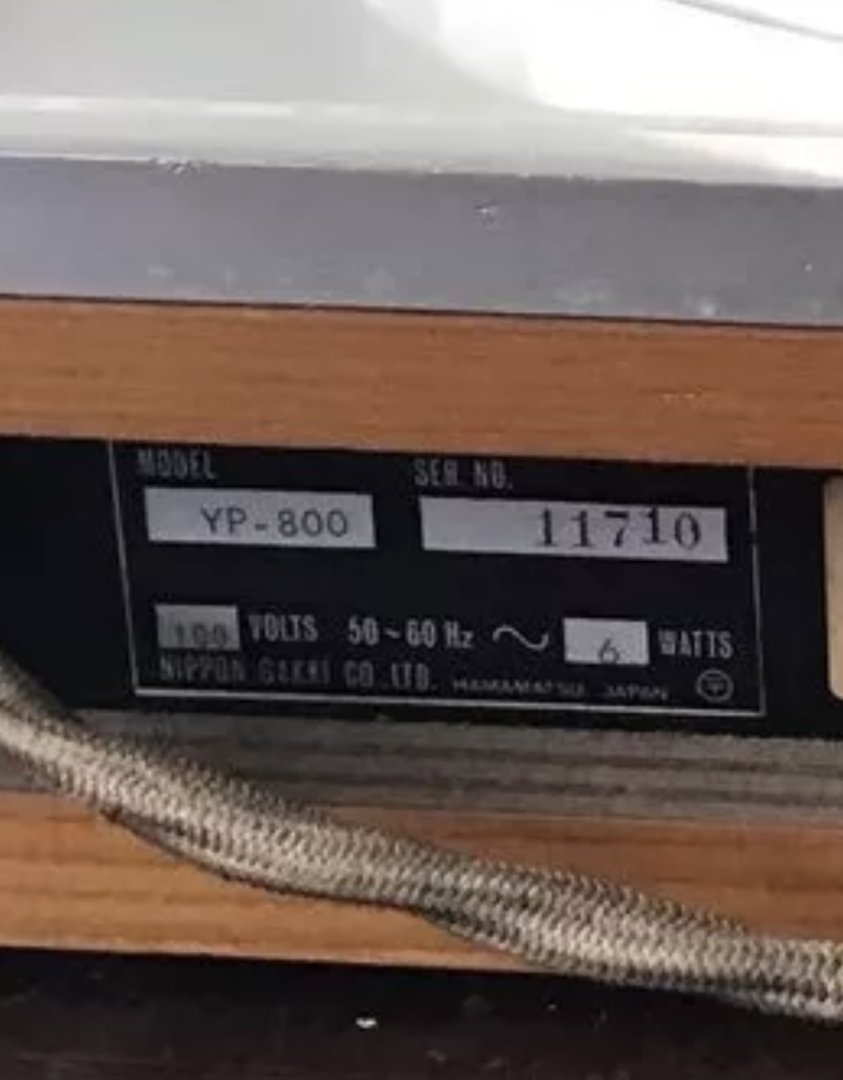 MODEL SER. NO.
YP-800 11710
100 VOLTS 50~60 Hz ~ 6 WATTS
NIPPON GAKKI CO.,LTD. HAMAMATSU JAPAN